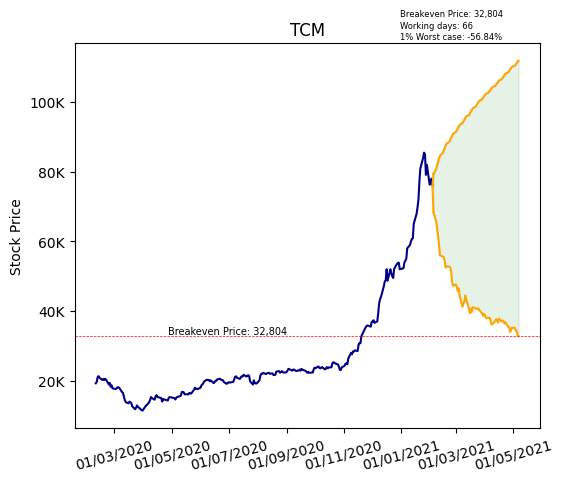 Breakeven Price: 32,804
Working days: 66
1% Worst case: -56.84%
TCM
Stock Price
100K
80K
60K
40K
20K
Breakeven Price: 32,804
01/03/2020
01/05/2020
01/07/2020
01/09/2020
01/11/2020
01/01/2021
01/03/2021
01/05/2021